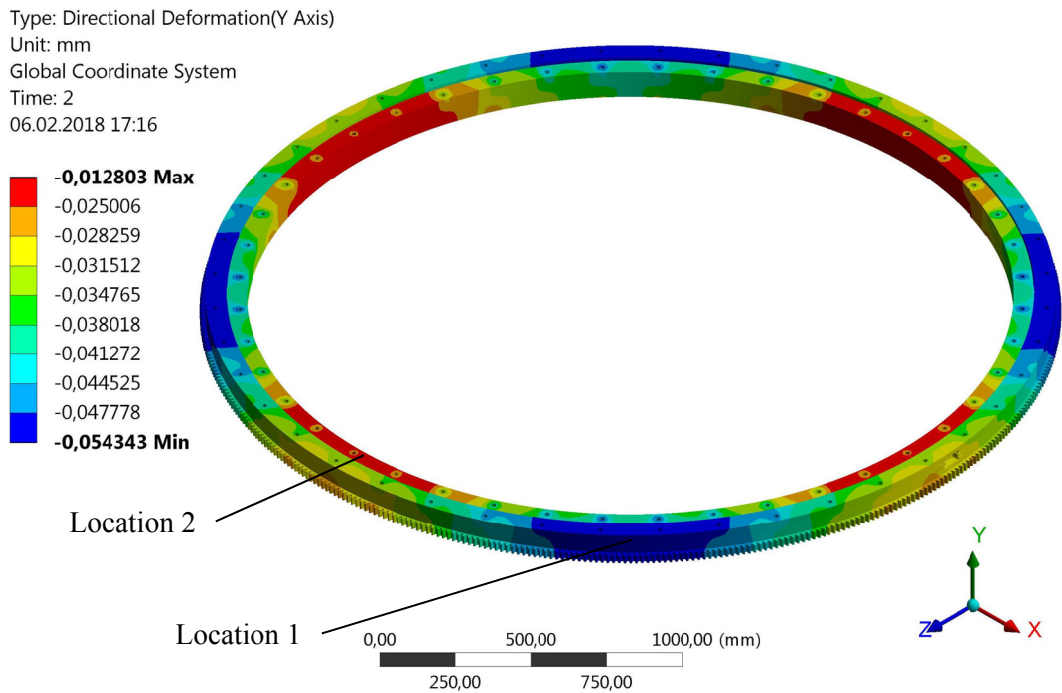 Type: Directional Deformation(Y Axis)
Unit: mm
Global Coordinate System
Time: 2
06.02.2018 17:16
-0,012803 Max
-0,025006
-0,028259
-0,031512
-0,034765
-0,038018
-0,041272
-0,044525
-0,047778
-0,054343 Min
Location 2
Location 1
Y
Z
X
0,00 500,00 1000,00 (mm)
250,00 750,00